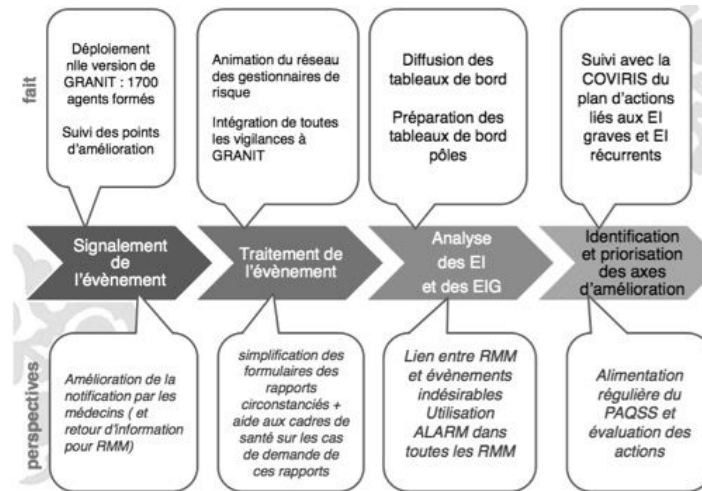 fait
Déploiement
nlle version de
GRANIT : 1700
agents formés
Suivi des points
d'amélioration
Animation du réseau
des gestionnaires de
risque
Intégration de toutes
les vigilances à
GRANIT
Diffusion des
tableaux de bord
Préparation des
tableaux de bord
pôles
Suivi avec la
COVIRIS du
plan d'actions
liés aux EI
graves et EI
récurrents
Signalement
de
l'évènement
Traitement de
l'évènement
Analyse
des EI
et des EIG
Identification
et priorisation
des axes
d'amélioration
perspectives
Amélioration de la
notification par les
médecins ( et
retour d'information
pour RMM)
simplification des
formulaires des
rapports
circonstanciés +
aide aux cadres de
santé sur les cas
de demande de
ces rapports
Lien entre RMM
et évènements
indésirables
Utilisation
ALARM dans
toutes les RMM
Alimentation
régulière du
PAQSS et
évaluation des
actions